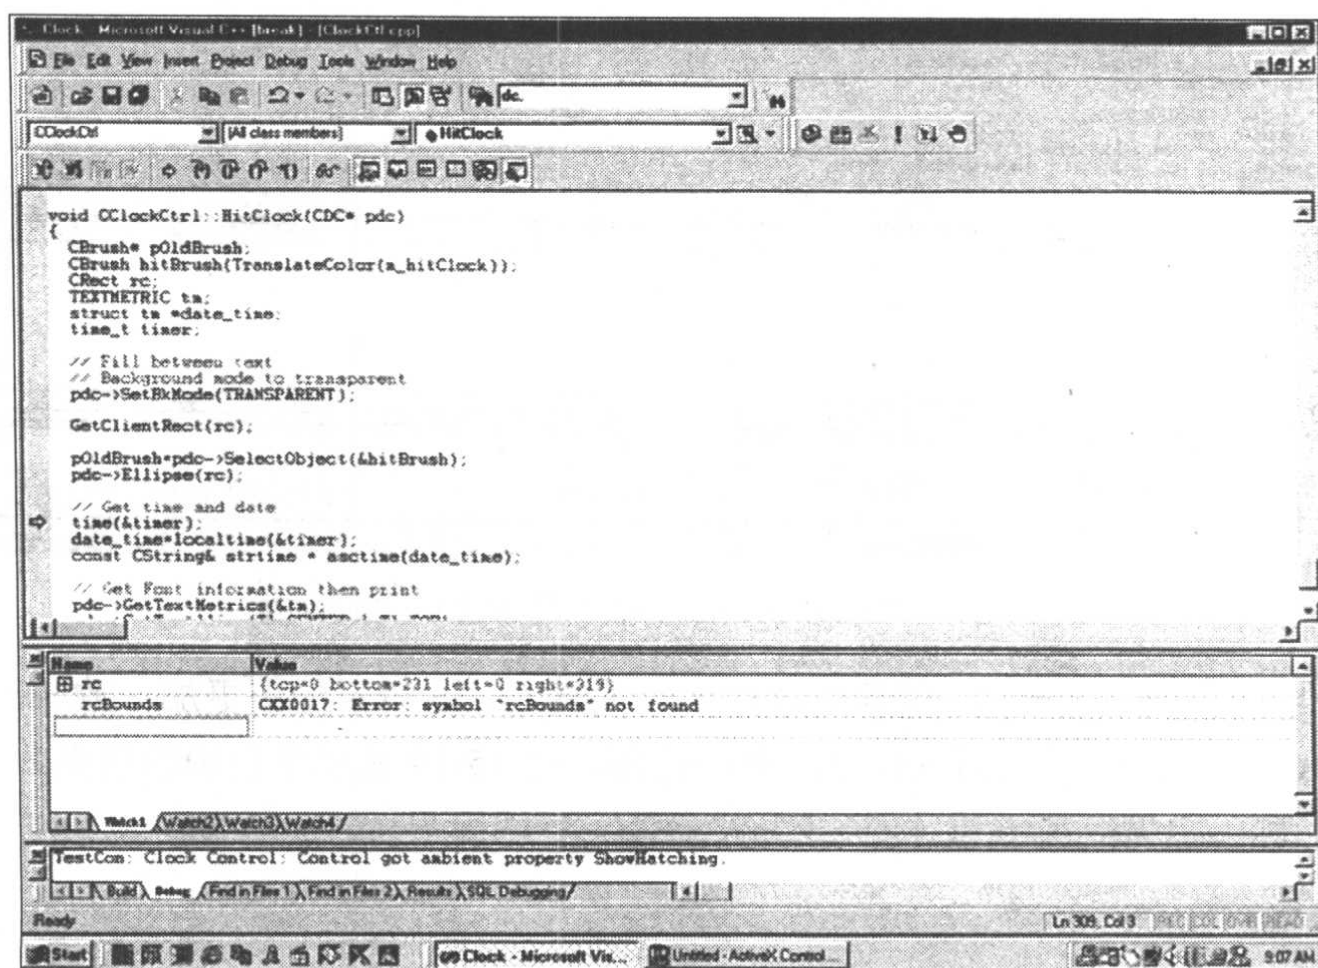 Clock - Microsoft Visual C++ [break] - [ClockCtl.cpp]
File Edit View Insert Project Debug Tools Window Help
dc.
CClockCtrl [All class members] HitClock
void CClockCtrl::HitClock(CDC* pdc)
{
CBrush* pOldBrush;
CBrush hitBrush(TranslateColor(m_hitClock));
CRect rc;
TEXTMETRIC tm;
struct tm *date_time;
time_t timer;
// Fill between text
// Background mode to transparent
pdc->SetBkMode(TRANSPARENT);
GetClientRect(rc);
pOldBrush=pdc->SelectObject(&hitBrush);
pdc->Ellipse(rc);
// Get time and date
time(&timer);
date_time=localtime(&timer);
const CString& strtime = asctime(date_time);
// Get Font information then print
pdc->GetTextMetrics(&tm);
Name Value
rc {top=0 bottom=231 left=0 right=319}
rcBounds CXX0017: Error: symbol "rcBounds" not found
Watch1 Watch2 Watch3 Watch4
TestCon: Clock Control: Control got ambient property ShowHatching.
Build Debug Find in Files 1 Find in Files 2 Results SQL Debugging
Ready Ln 309, Col 3 REC COL OVR READ
Start Clock - Microsoft Vis... Untitled - ActiveX Control ... 9:07 AM